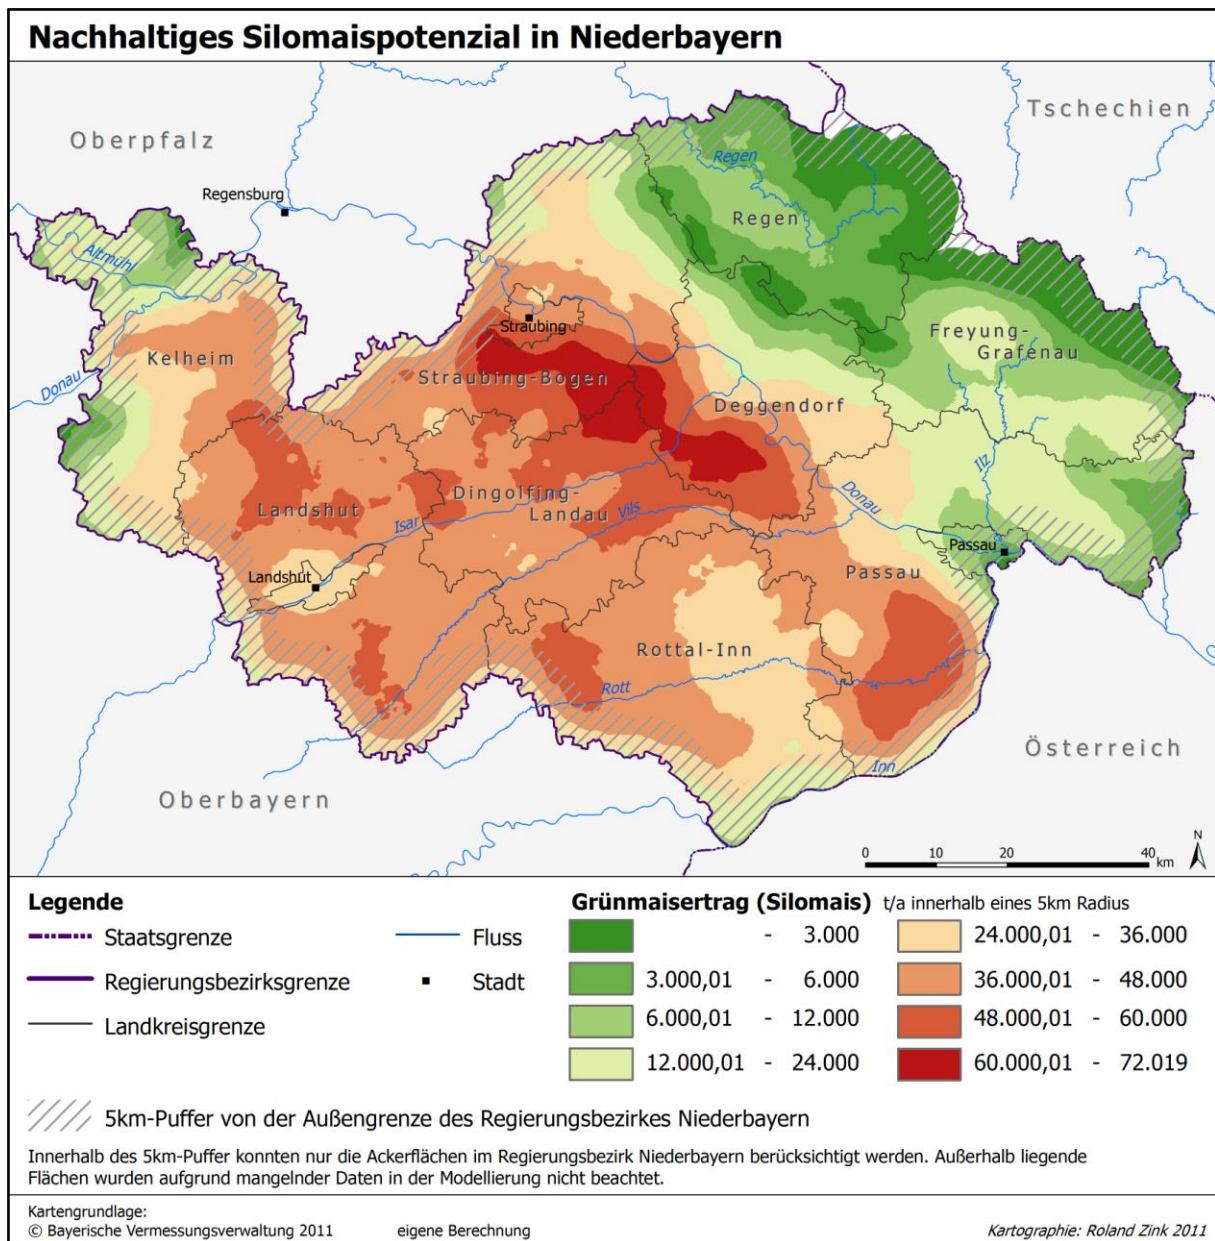 Nachhaltiges Silomaispotenzial in Niederbayern
Tschechien
Oberpfalz
Regen
Regensburg
Regen
Altmühl
Straubing
Freyung-
Grafenau
Kelheim
Donau
Straubing-Bogen
Deggendorf
Ilz
Dingolfing-
Landau
Landshut
Isar
Vils
Donau
Passau
Landshut
Passau
Rottal-Inn
Rott
Österreich
Inn
Oberbayern
N
0 10 20 40
km
Legende
Staatsgrenze
Regierungsbezirksgrenze
Landkreisgrenze
Fluss
Stadt
Grünmaisertrag (Silomais) t/a innerhalb eines 5km Radius
- 3.000
3.000,01 - 6.000
6.000,01 - 12.000
12.000,01 - 24.000
24.000,01 - 36.000
36.000,01 - 48.000
48.000,01 - 60.000
60.000,01 - 72.019
5km-Puffer von der Außengrenze des Regierungsbezirkes Niederbayern
Innerhalb des 5km-Puffer konnten nur die Ackerflächen im Regierungsbezirk Niederbayern berücksichtigt werden. Außerhalb liegende
Flächen wurden aufgrund mangelnder Daten in der Modellierung nicht beachtet.
Kartengrundlage:
© Bayerische Vermessungsverwaltung 2011 eigene Berechnung Kartographie: Roland Zink 2011